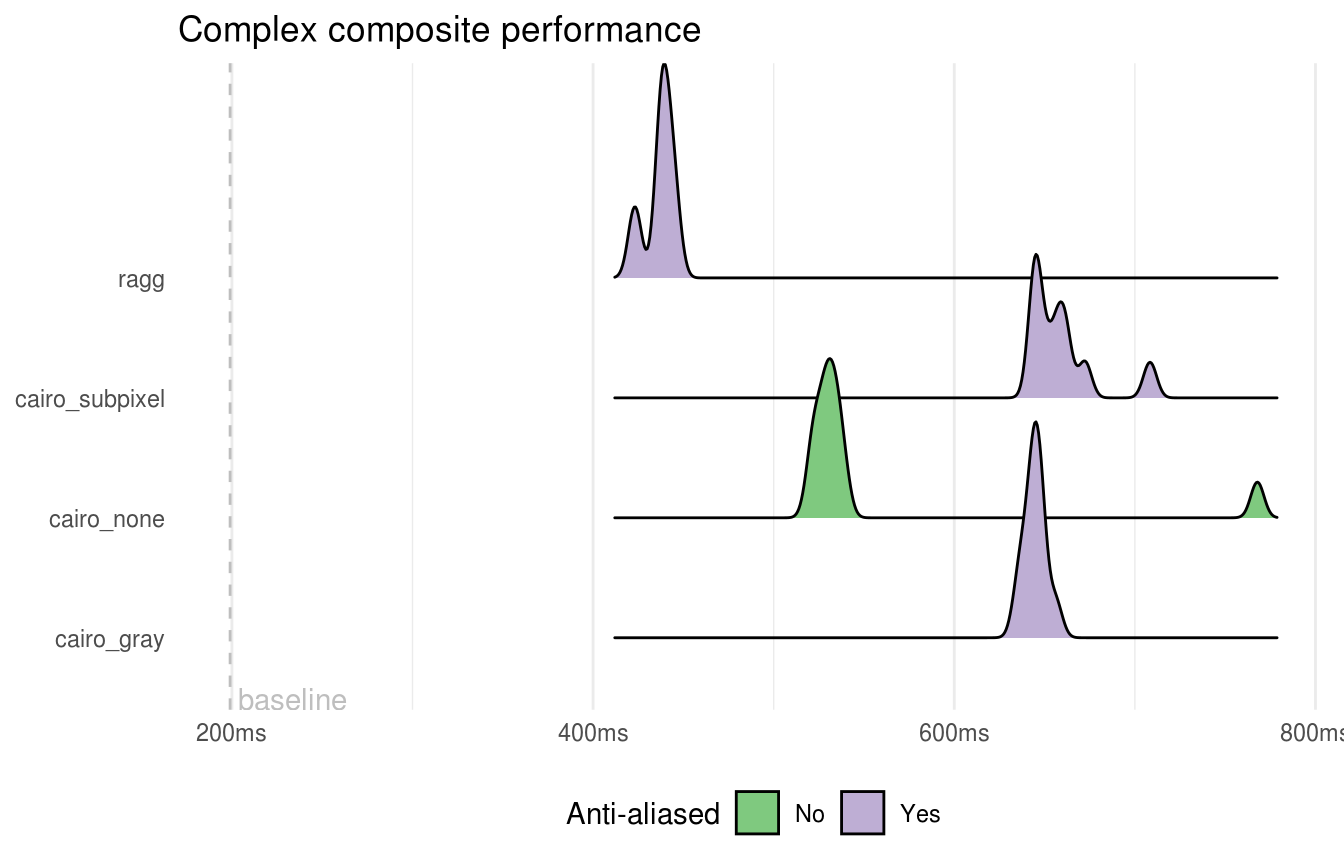 Complex composite performance
ragg
cairo_subpixel
cairo_none
cairo_gray
baseline
200ms 400ms 600ms 800ms
Anti-aliased No Yes